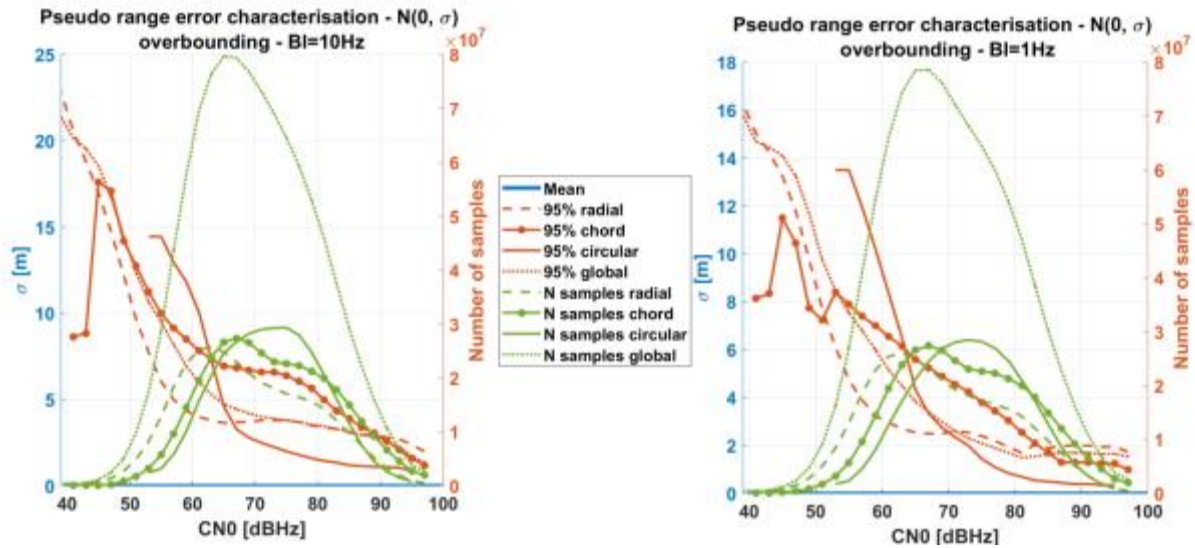 Pseudo range error characterisation - N(0, σ)
overbounding - Bl=10Hz
×10⁷
25
20
15
10
5
0
σ [m]
8
7
6
5
4
3
2
1
0
Number of samples
40 50 60 70 80 90 100
CN0 [dBHz]
Mean
95% radial
95% chord
95% circular
95% global
N samples radial
N samples chord
N samples circular
N samples global
Pseudo range error characterisation - N(0, σ)
overbounding - Bl=1Hz
×10⁷
18
16
14
12
10
8
6
4
2
0
σ [m]
8
7
6
5
4
3
2
1
0
Number of samples
40 50 60 70 80 90 100
CN0 [dBHz]